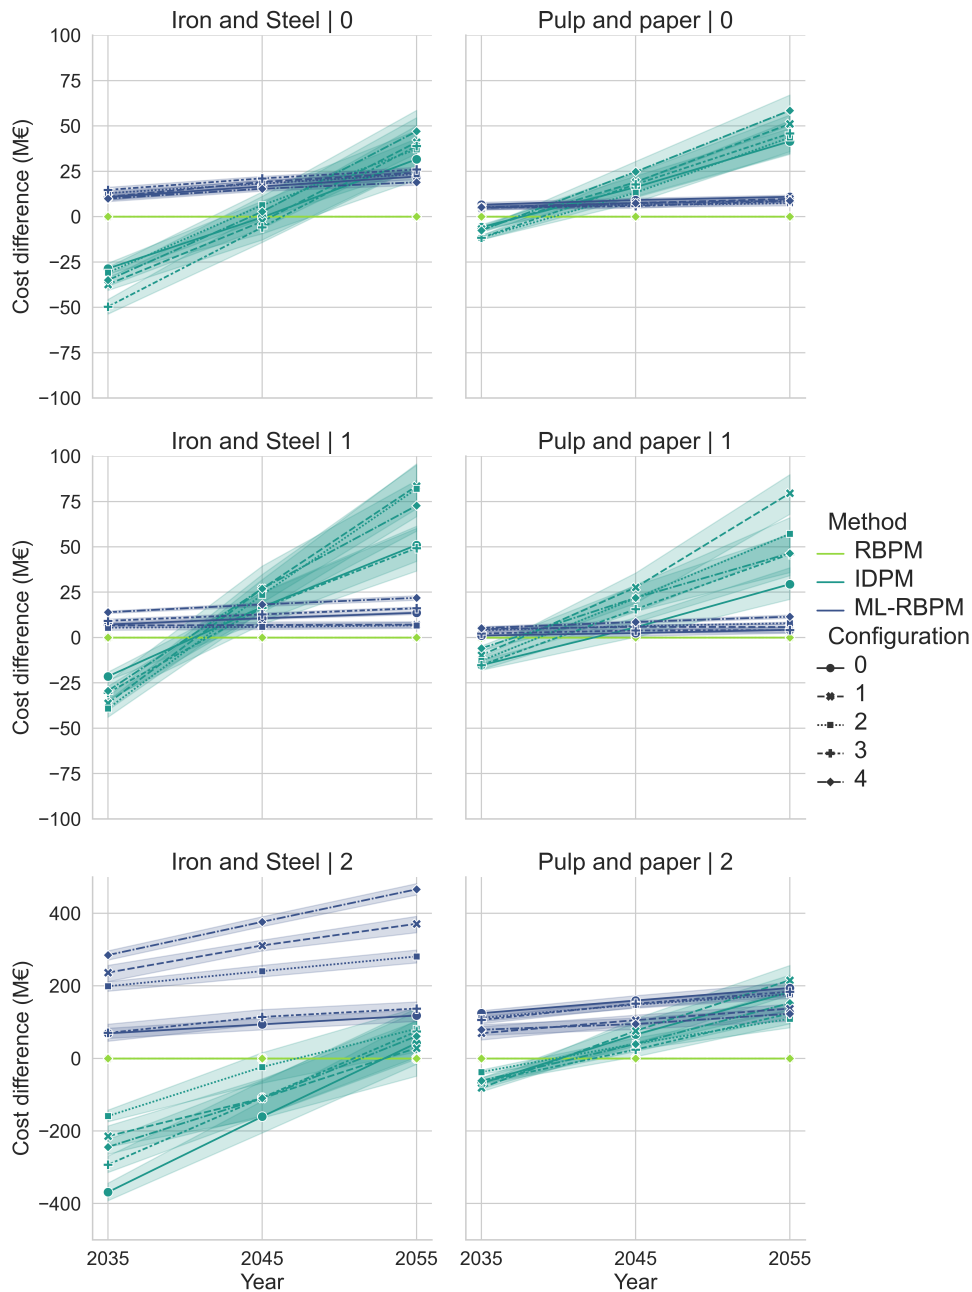 Iron and Steel | 0
Pulp and paper | 0
Cost difference (M€)
100
75
50
25
0
−25
−50
−75
−100
Iron and Steel | 1
Pulp and paper | 1
Cost difference (M€)
100
75
50
25
0
−25
−50
−75
−100
Method
RBPM
IDPM
ML-RBPM
Configuration
0
1
2
3
4
Iron and Steel | 2
Pulp and paper | 2
Cost difference (M€)
400
200
0
−200
−400
2035 2045 2055
2035 2045 2055
Year
Year